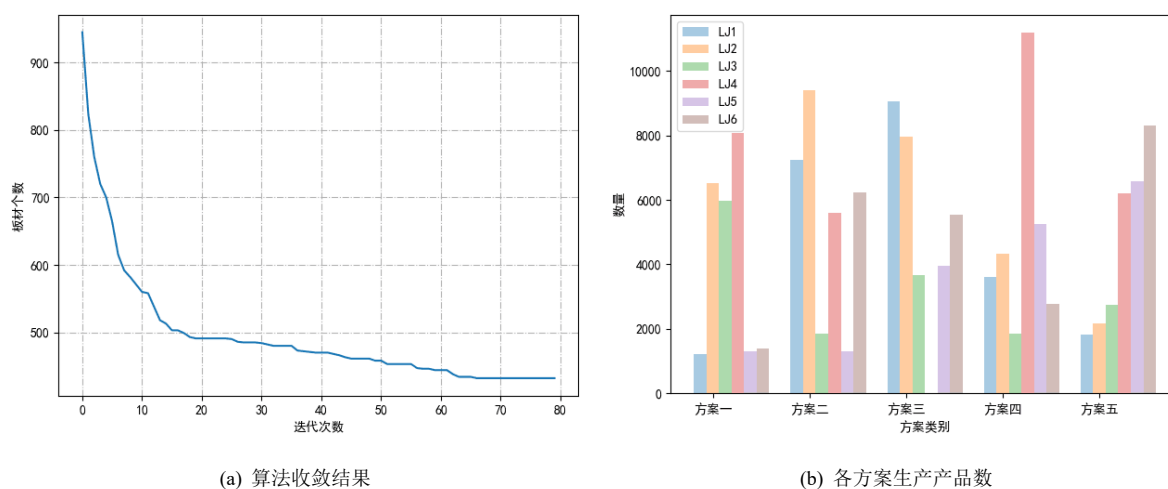 900
800
700
600
500
板材个数
0 10 20 30 40 50 60 70 80
迭代次数
(a) 算法收敛结果
LJ1
LJ2
LJ3
LJ4
LJ5
LJ6
10000
8000
6000
4000
2000
0
数量
方案一 方案二 方案三 方案四 方案五
方案类别
(b) 各方案生产产品数